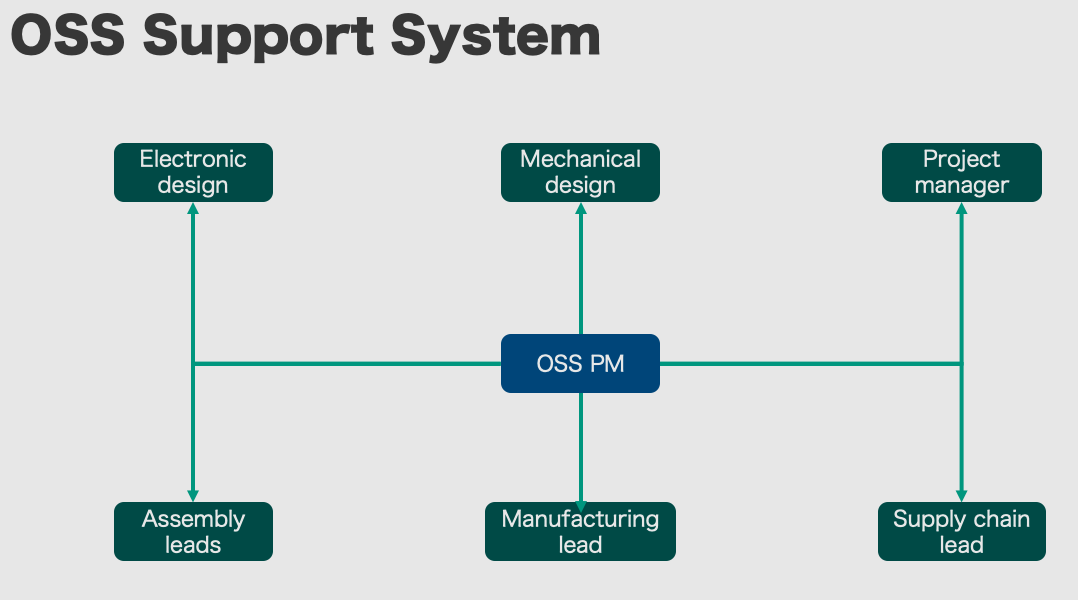 OSS Support System
Electronic
design
Mechanical
design
Project
manager
OSS PM
Assembly
leads
Manufacturing
lead
Supply chain
lead